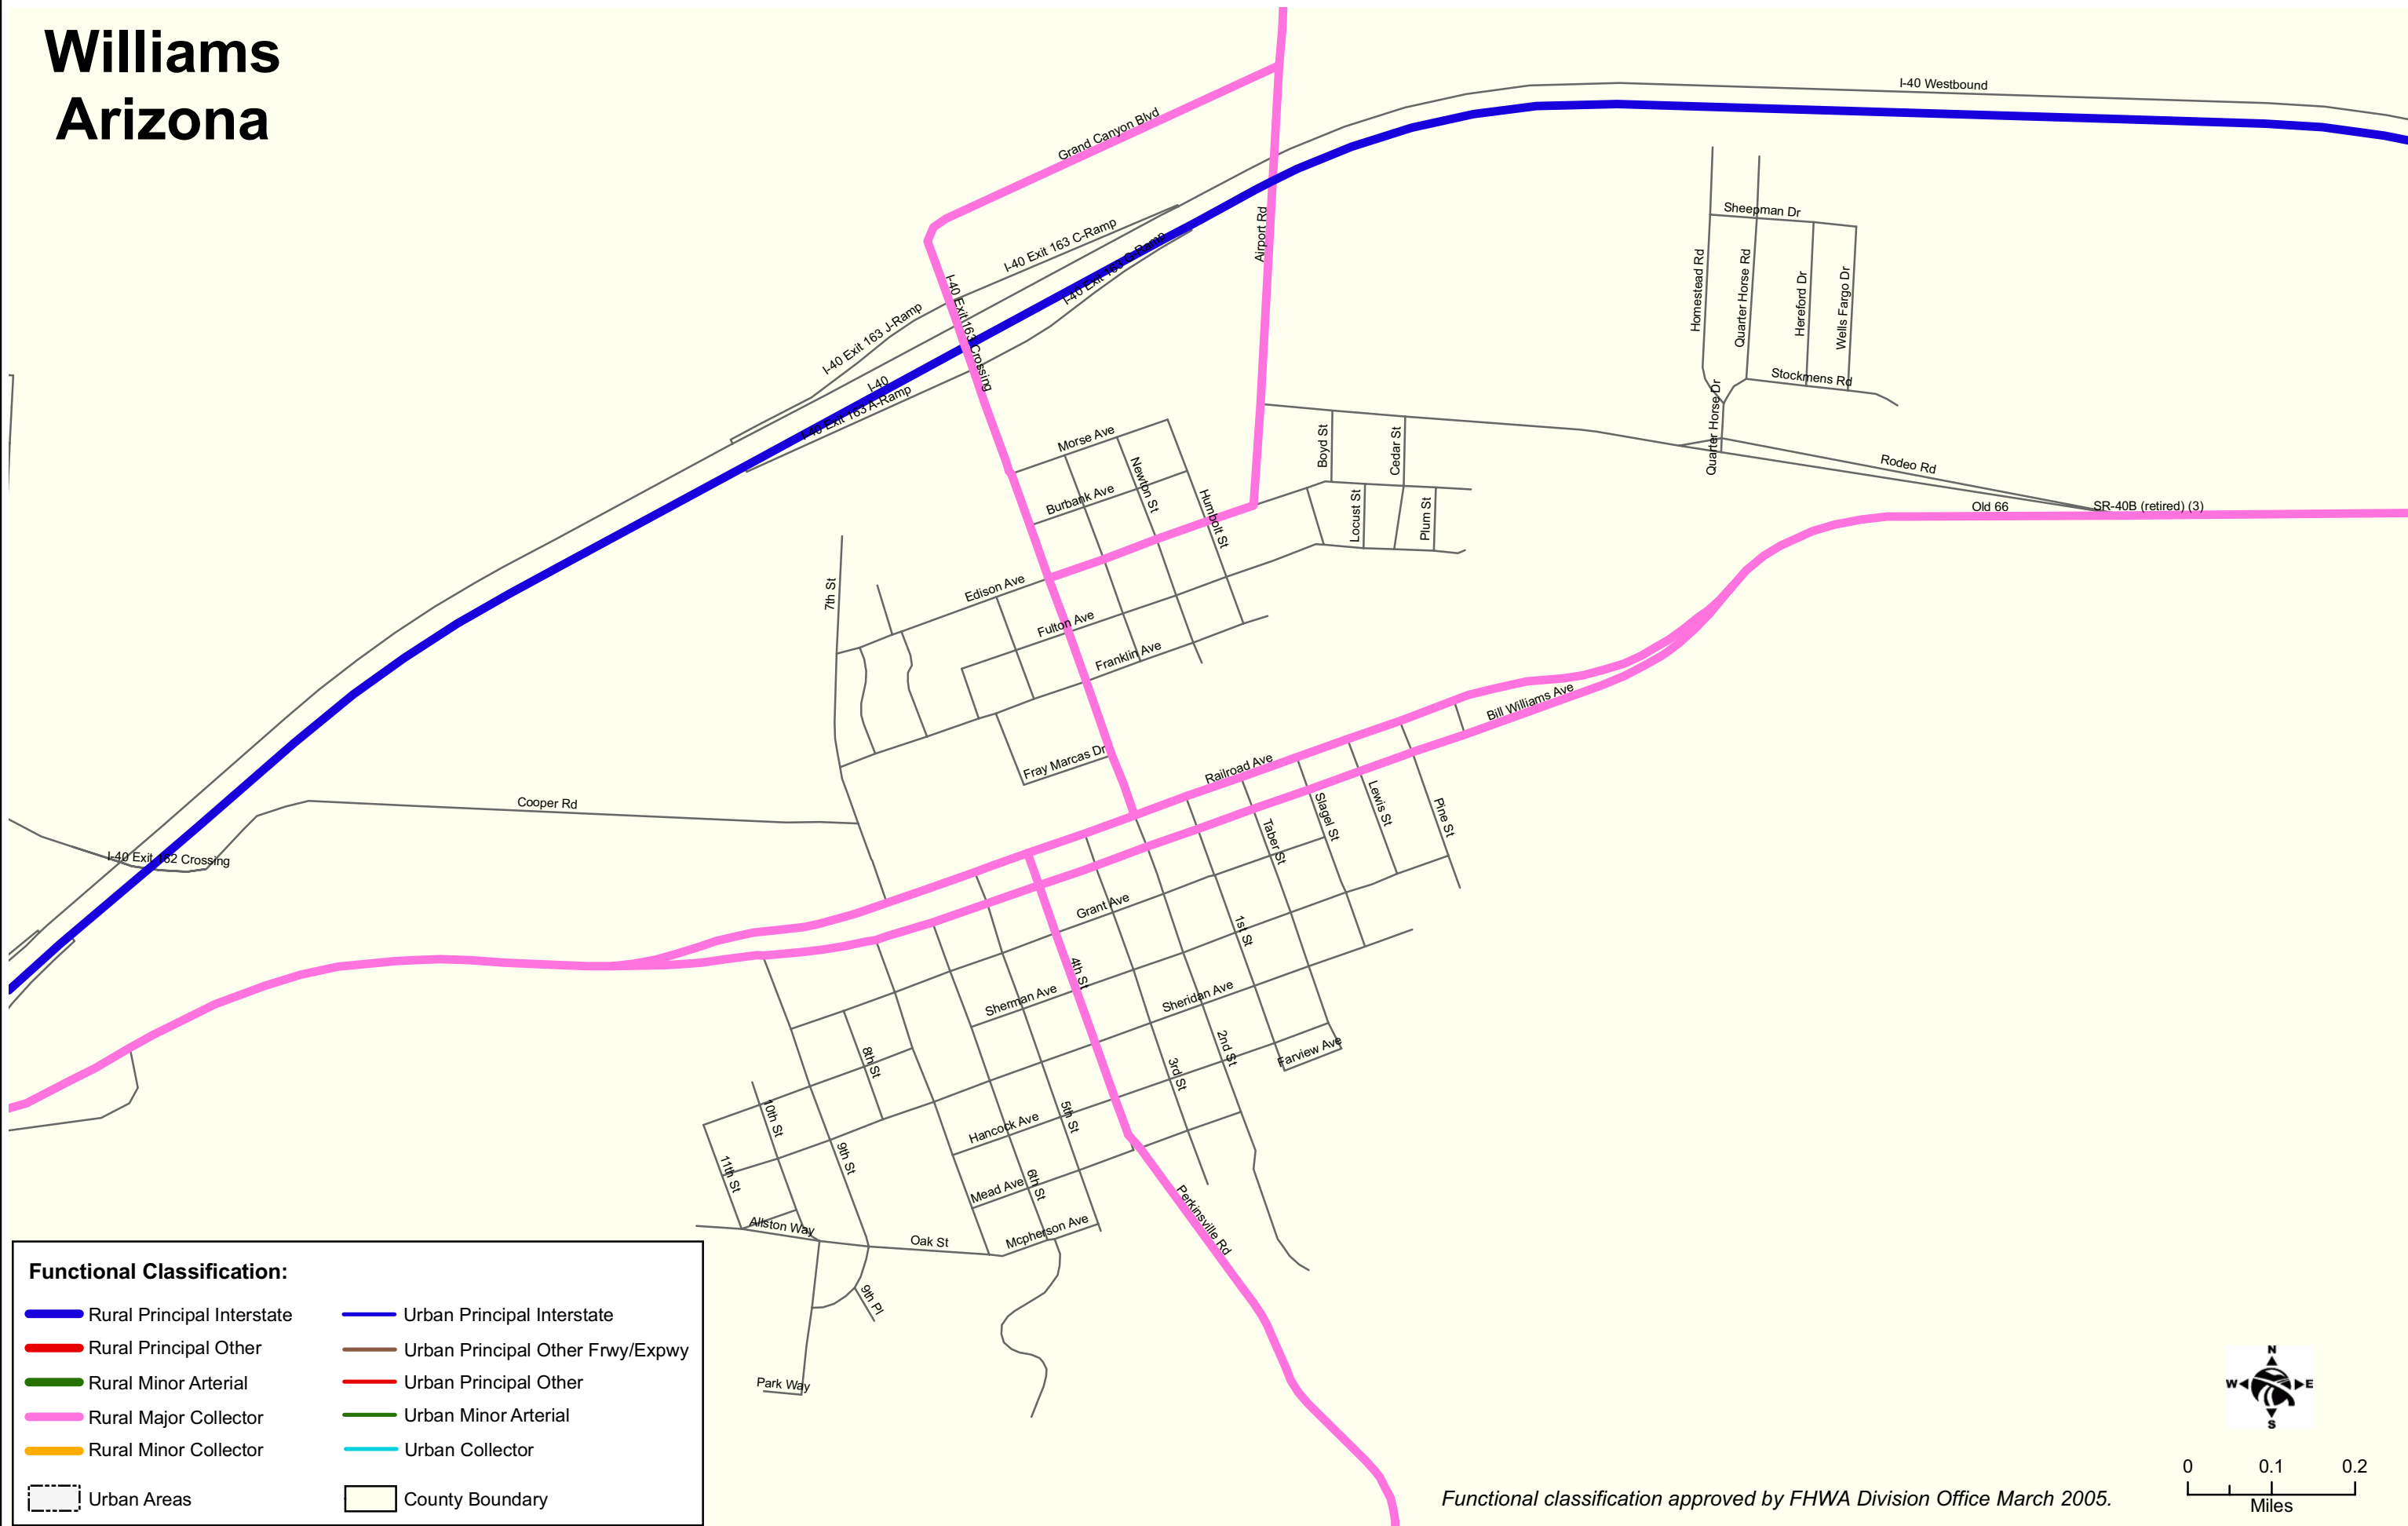 Williams
Arizona
I-40 Westbound
Grand Canyon Blvd
Airport Rd
I-40 Exit 163 C-Ramp
I-40 Exit 163 G-Ramp
I-40 Exit 163 Crossing
I-40 Exit 163 J-Ramp
I-40
I-40 Exit 163 A-Ramp
Sheepman Dr
Homestead Rd
Quarter Horse Rd
Hereford Dr
Wells Fargo Dr
Stockmens Rd
Quarter Horse Dr
Rodeo Rd
Old 66
SR-40B (retired) (3)
Morse Ave
Newton St
Burbank Ave
Humbolt St
Boyd St
Cedar St
Locust St
Plum St
7th St
Edison Ave
Fulton Ave
Franklin Ave
Fray Marcas Dr
Bill Williams Ave
Railroad Ave
Cooper Rd
I-40 Exit 162 Crossing
Taber St
Slagel St
Lewis St
Pine St
Grant Ave
1st St
4th St
Sherman Ave
Sheridan Ave
2nd St
3rd St
Farview Ave
8th St
10th St
9th St
11th St
Hancock Ave
5th St
Mead Ave
6th St
Mcpherson Ave
Allston Way
Oak St
9th Pl
Park Way
Perkinsville Rd
Functional Classification:
Rural Principal Interstate
Rural Principal Other
Rural Minor Arterial
Rural Major Collector
Rural Minor Collector
Urban Areas
Urban Principal Interstate
Urban Principal Other Frwy/Expwy
Urban Principal Other
Urban Minor Arterial
Urban Collector
County Boundary
Functional classification approved by FHWA Division Office March 2005.
N
W E
S
0 0.1 0.2
Miles